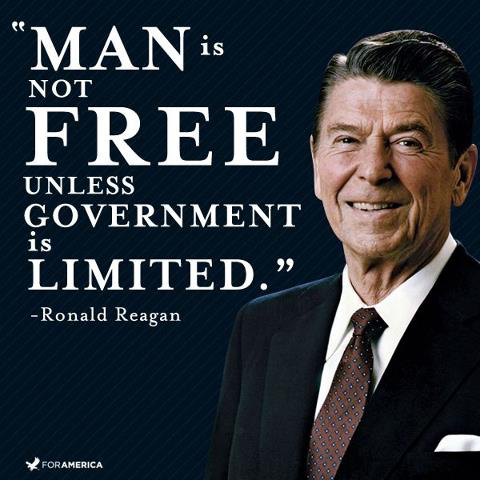 “MAN is
NOT
FREE
UNLESS
GOVERNMENT
is
LIMITED.”
-Ronald Reagan
FORAMERICA